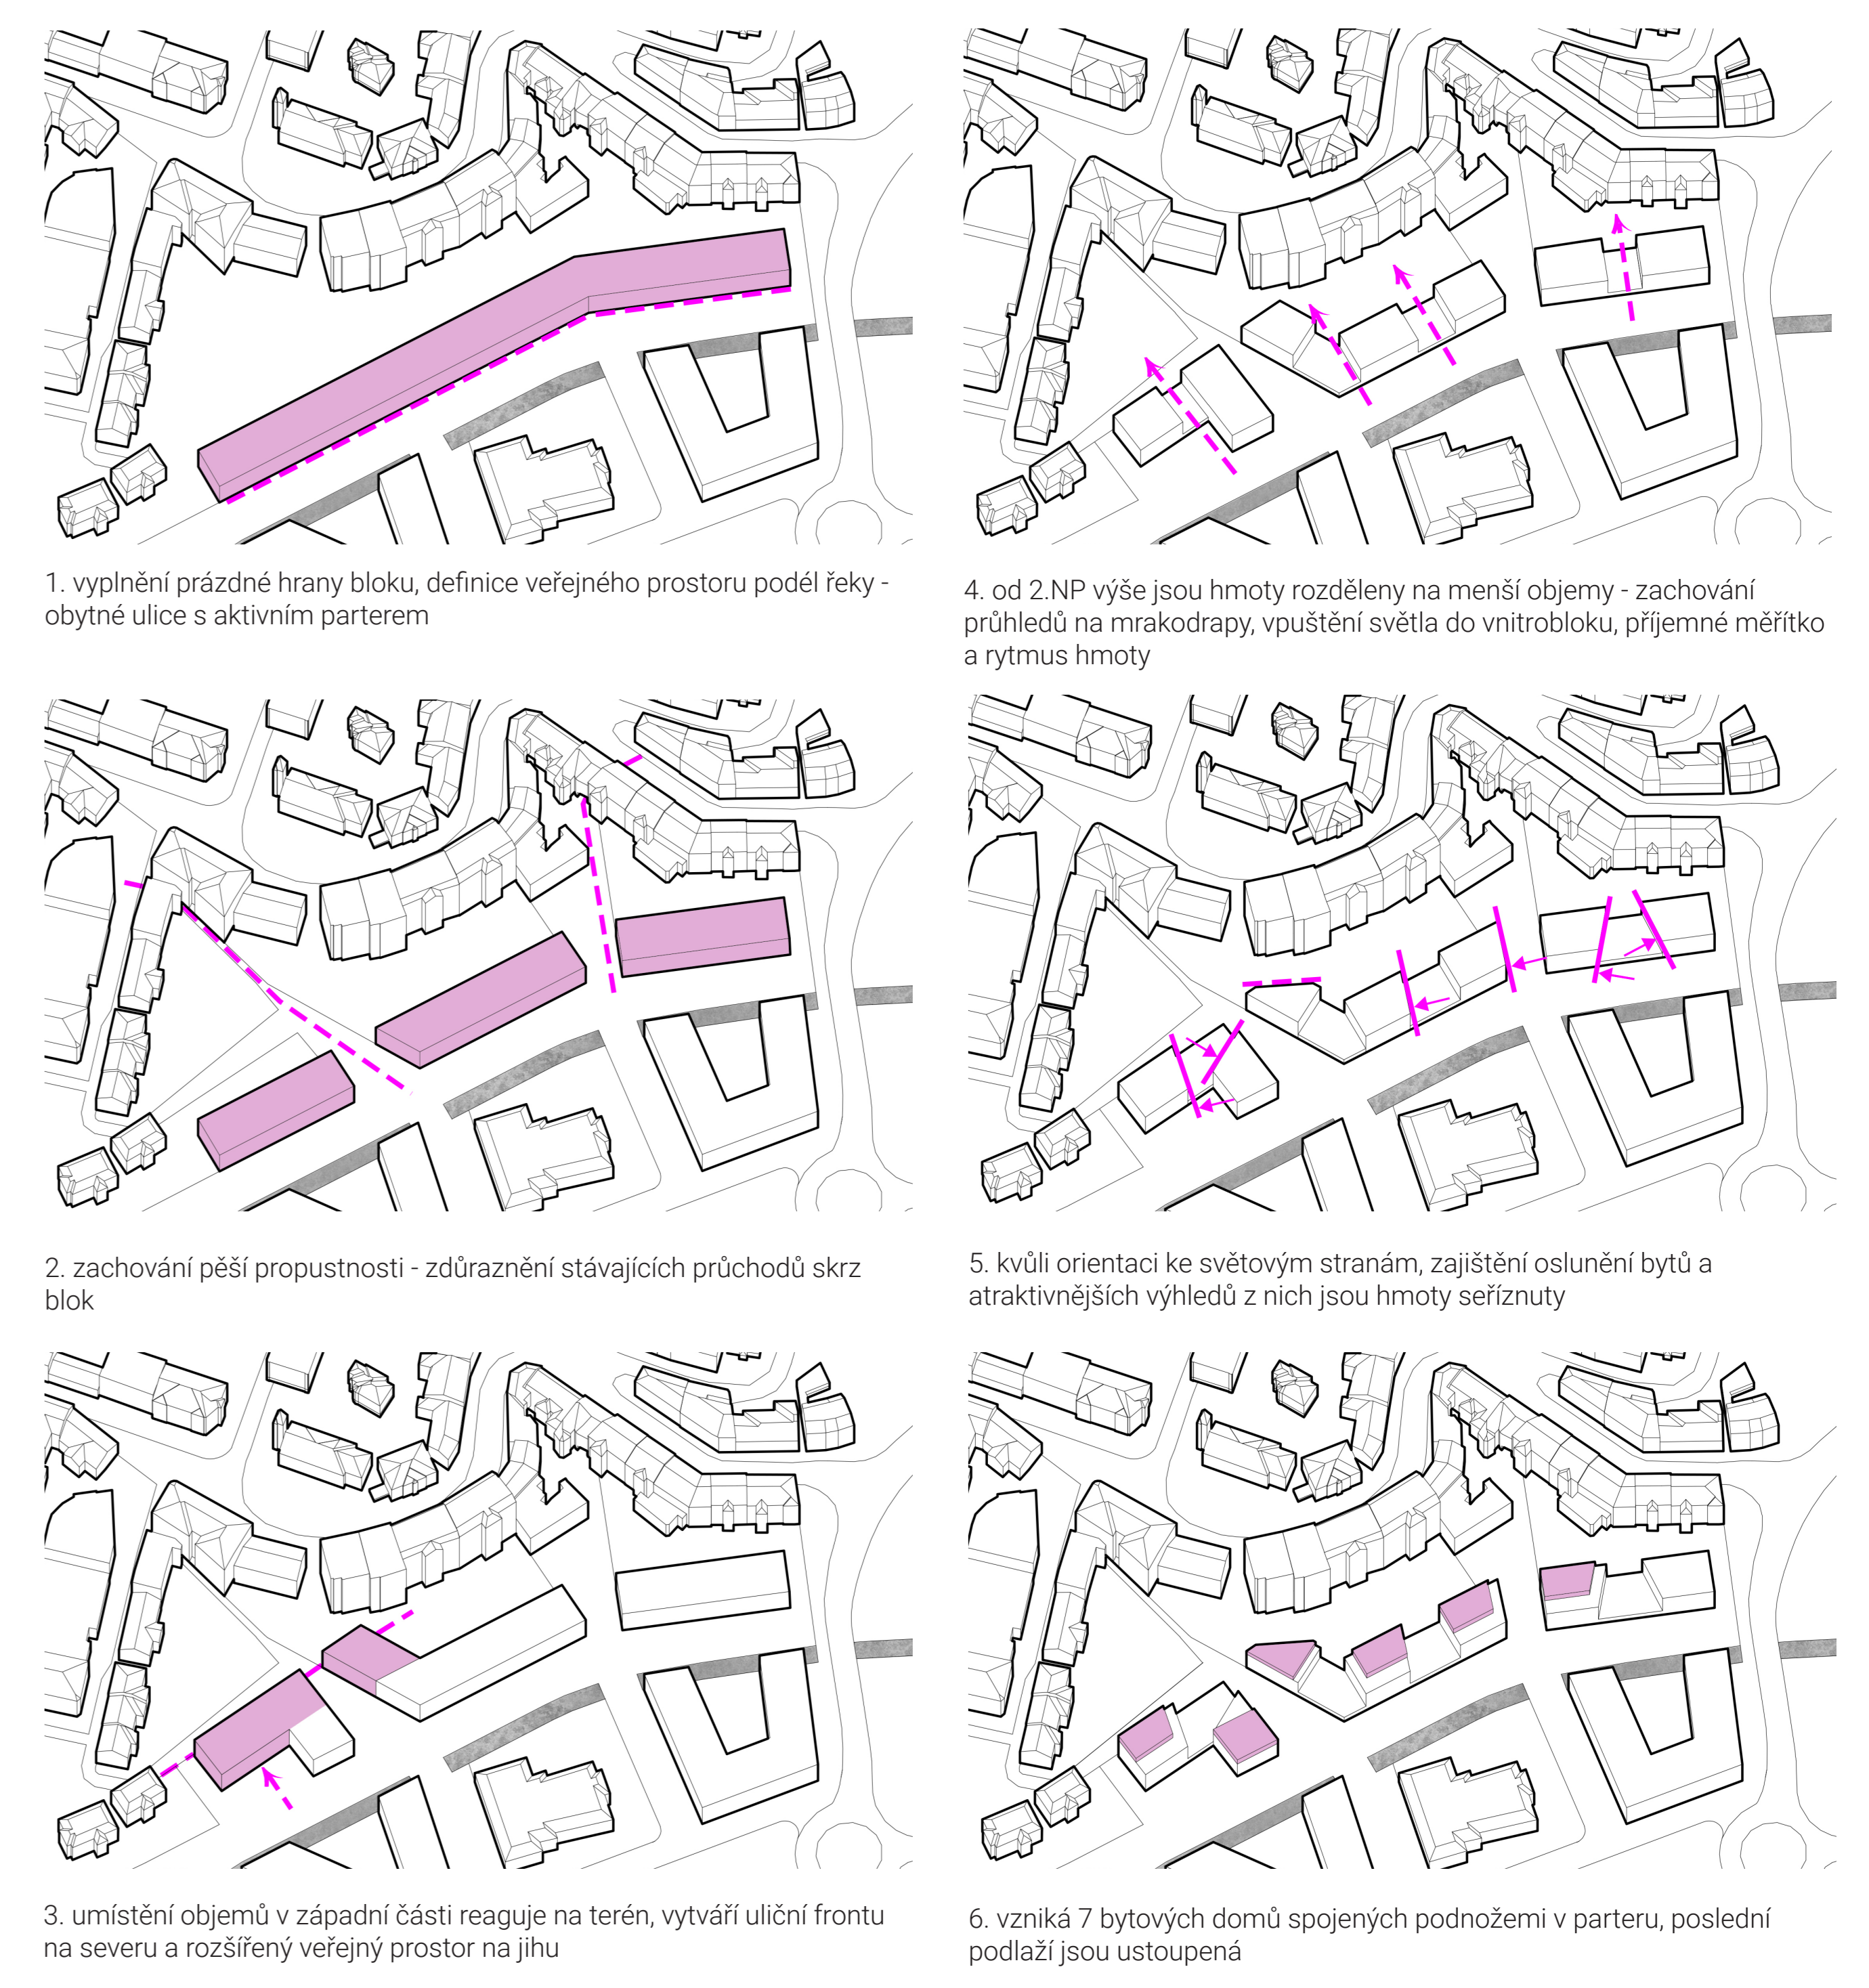 1. vyplnění prázdné hrany bloku, definice veřejného prostoru podél řeky -
obytné ulice s aktivním parterem
2. zachování pěší propustnosti - zdůraznění stávajících průchodů skrz
blok
3. umístění objemů v západní části reaguje na terén, vytváří uliční frontu
na severu a rozšířený veřejný prostor na jihu
4. od 2.NP výše jsou hmoty rozděleny na menší objemy - zachování
průhledů na mrakodrapy, vpuštění světla do vnitrobloku, příjemné měřítko
a rytmus hmoty
5. kvůli orientaci ke světovým stranám, zajištění oslunění bytů a
atraktivnějších výhledů z nich jsou hmoty seříznuty
6. vzniká 7 bytových domů spojených podnožemi v parteru, poslední
podlaží jsou ustoupená